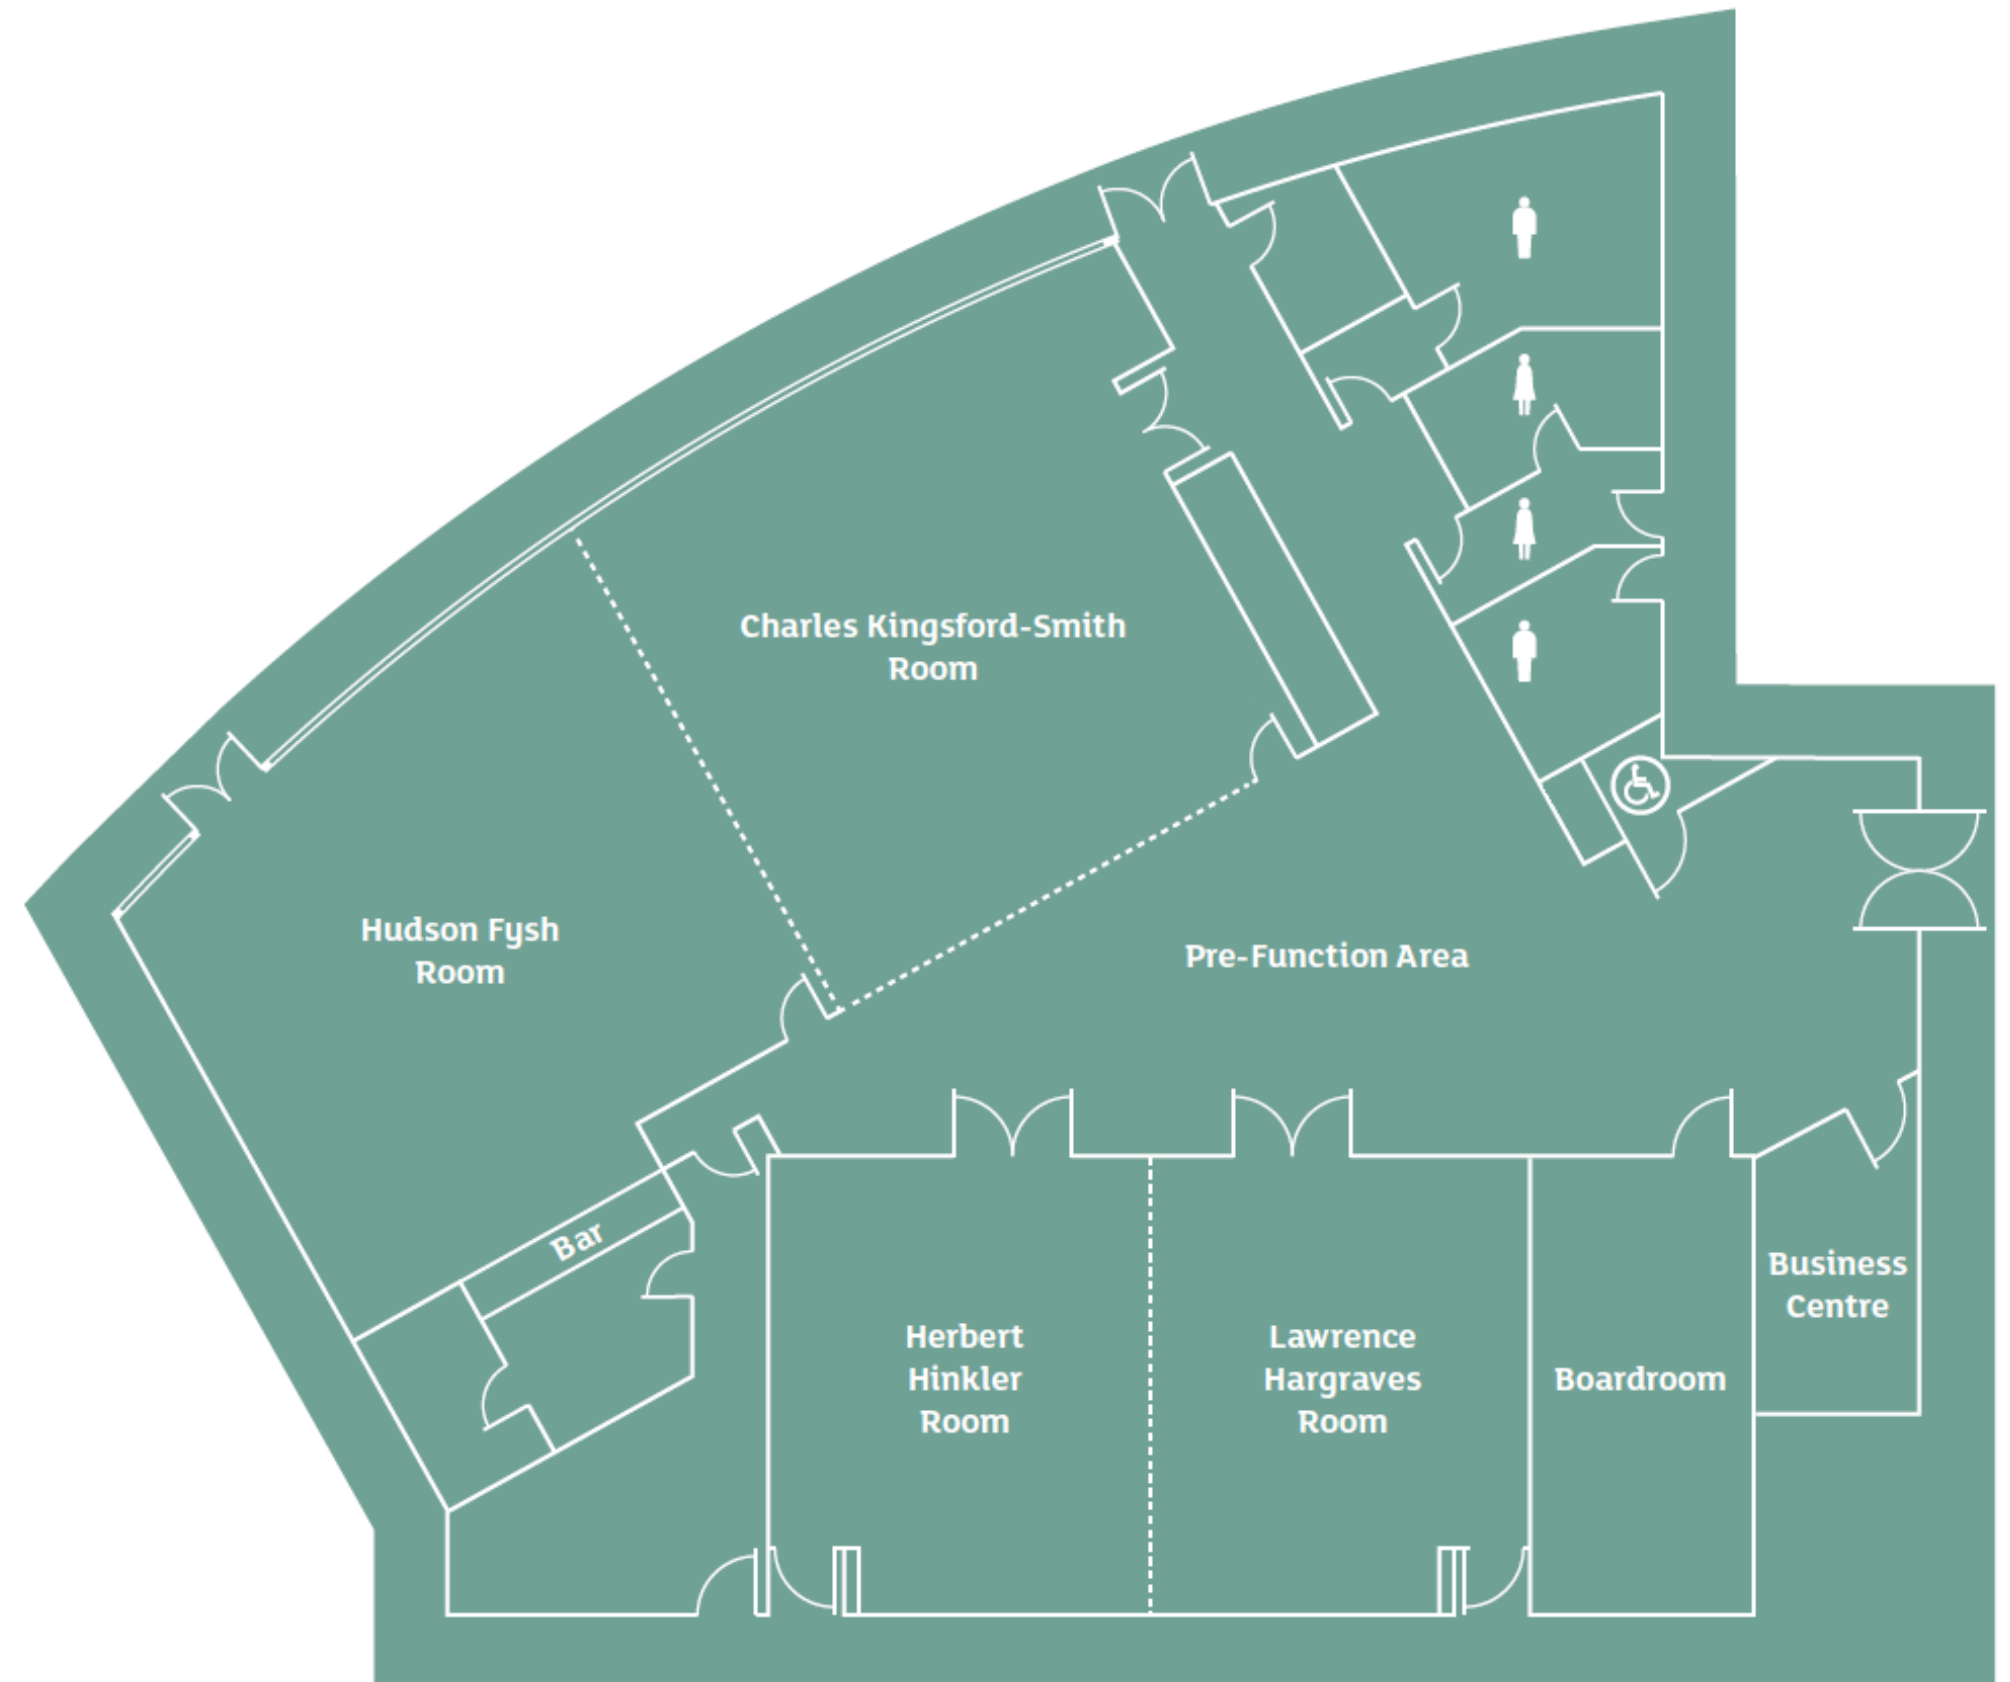 Charles Kingsford-Smith
Room
Hudson Fysh
Room
Pre-Function Area
Bar
Herbert
Hinkler
Room
Lawrence
Hargraves
Room
Boardroom
Business
Centre